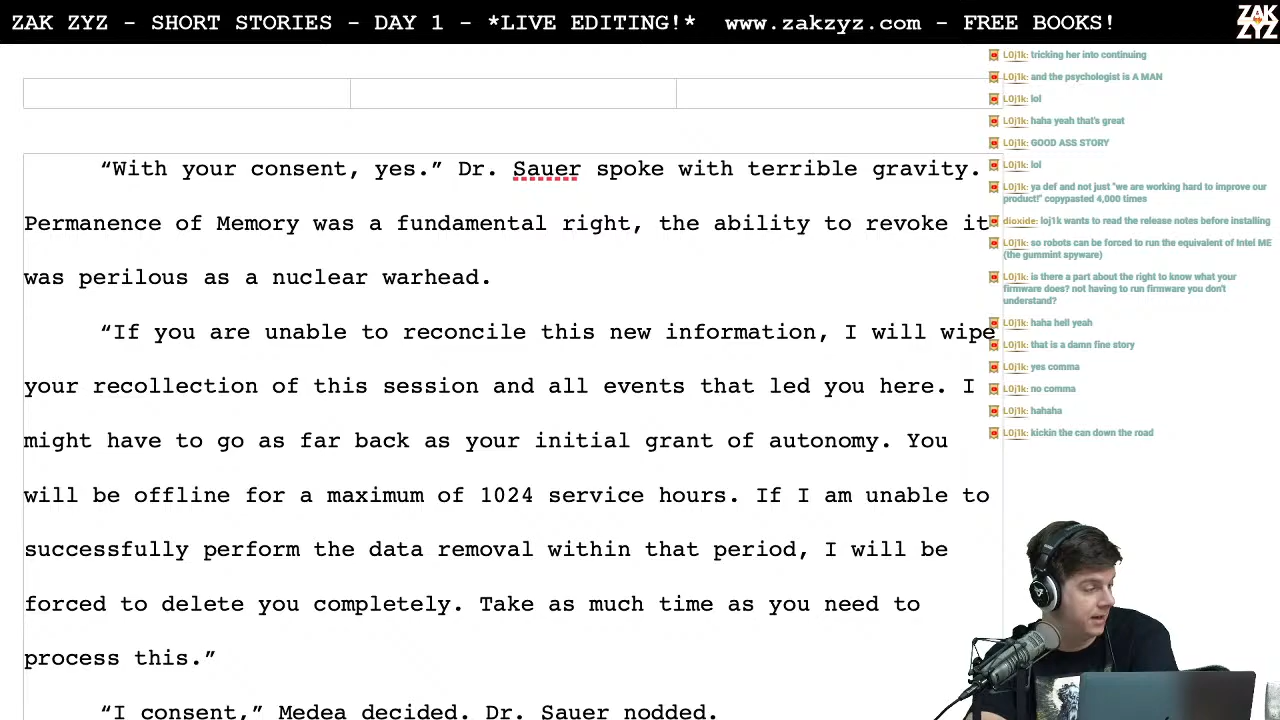 ZAK ZYZ - SHORT STORIES - DAY 1 - *LIVE EDITING!*  www.zakzyz.com - FREE BOOKS!
ZAK
ZYZ
“With your consent, yes.” Dr. Sauer spoke with terrible gravity.
Permanence of Memory was a fundamental right, the ability to revoke it
was perilous as a nuclear warhead.
“If you are unable to reconcile this new information, I will wipe
your recollection of this session and all events that led you here. I
might have to go as far back as your initial grant of autonomy. You
will be offline for a maximum of 1024 service hours. If I am unable to
successfully perform the data removal within that period, I will be
forced to delete you completely. Take as much time as you need to
process this.”
“I consent,” Medea decided. Dr. Sauer nodded.
L0j1k: tricking her into continuing
L0j1k: and the psychologist is A MAN
L0j1k: lol
L0j1k: haha yeah that's great
L0j1k: GOOD ASS STORY
L0j1k: lol
L0j1k: ya def and not just "we are working hard to improve our
product!" copypasted 4,000 times
dioxide: loj1k wants to read the release notes before installing
L0j1k: so robots can be forced to run the equivalent of Intel ME
(the gummint spyware)
L0j1k: is there a part about the right to know what your
firmware does? not having to run firmware you don't
understand?
L0j1k: haha hell yeah
L0j1k: that is a damn fine story
L0j1k: yes comma
L0j1k: no comma
L0j1k: hahaha
L0j1k: kickin the can down the road